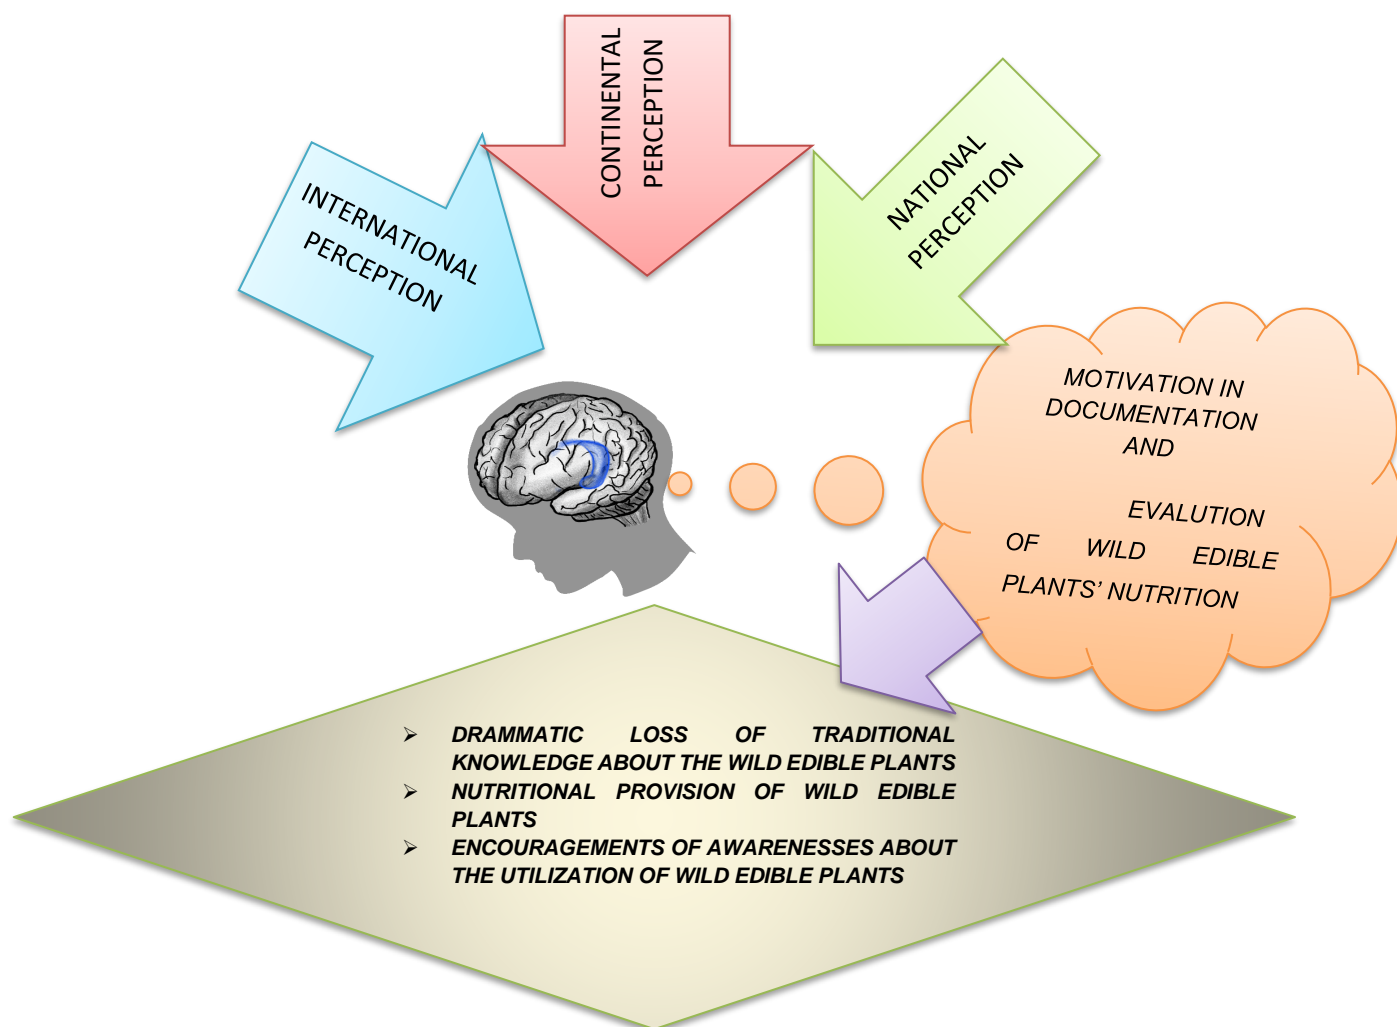 CONTINENTAL
PERCEPTION
INTERNATIONAL
PERCEPTION
NATIONAL
PERCEPTION
MOTIVATION IN
DOCUMENTATION
AND
EVALUTION
OF WILD EDIBLE
PLANTS’ NUTRITION
➢ DRAMMATIC LOSS OF TRADITIONAL
KNOWLEDGE ABOUT THE WILD EDIBLE PLANTS
➢ NUTRITIONAL PROVISION OF WILD EDIBLE
PLANTS
➢ ENCOURAGEMENTS OF AWARENESSES ABOUT
THE UTILIZATION OF WILD EDIBLE PLANTS